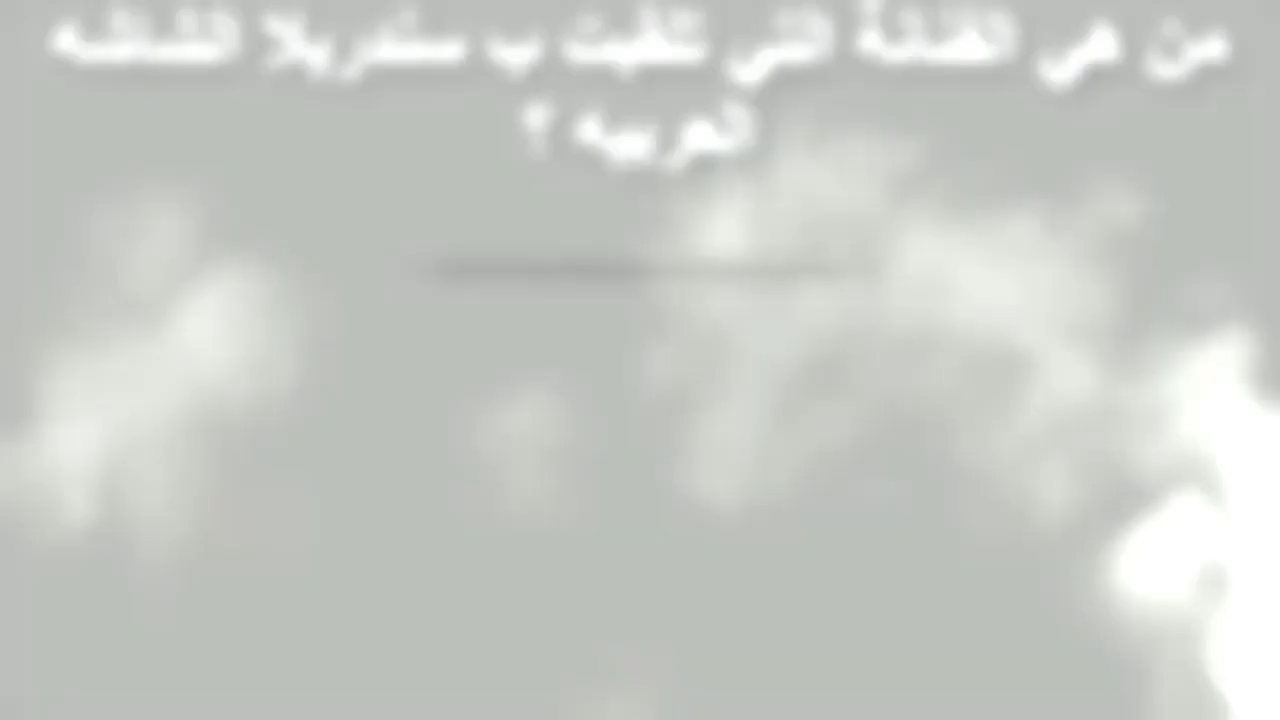 من هي الفنانة التي لقبت ب سندريلا الشاشه
العربيه ؟